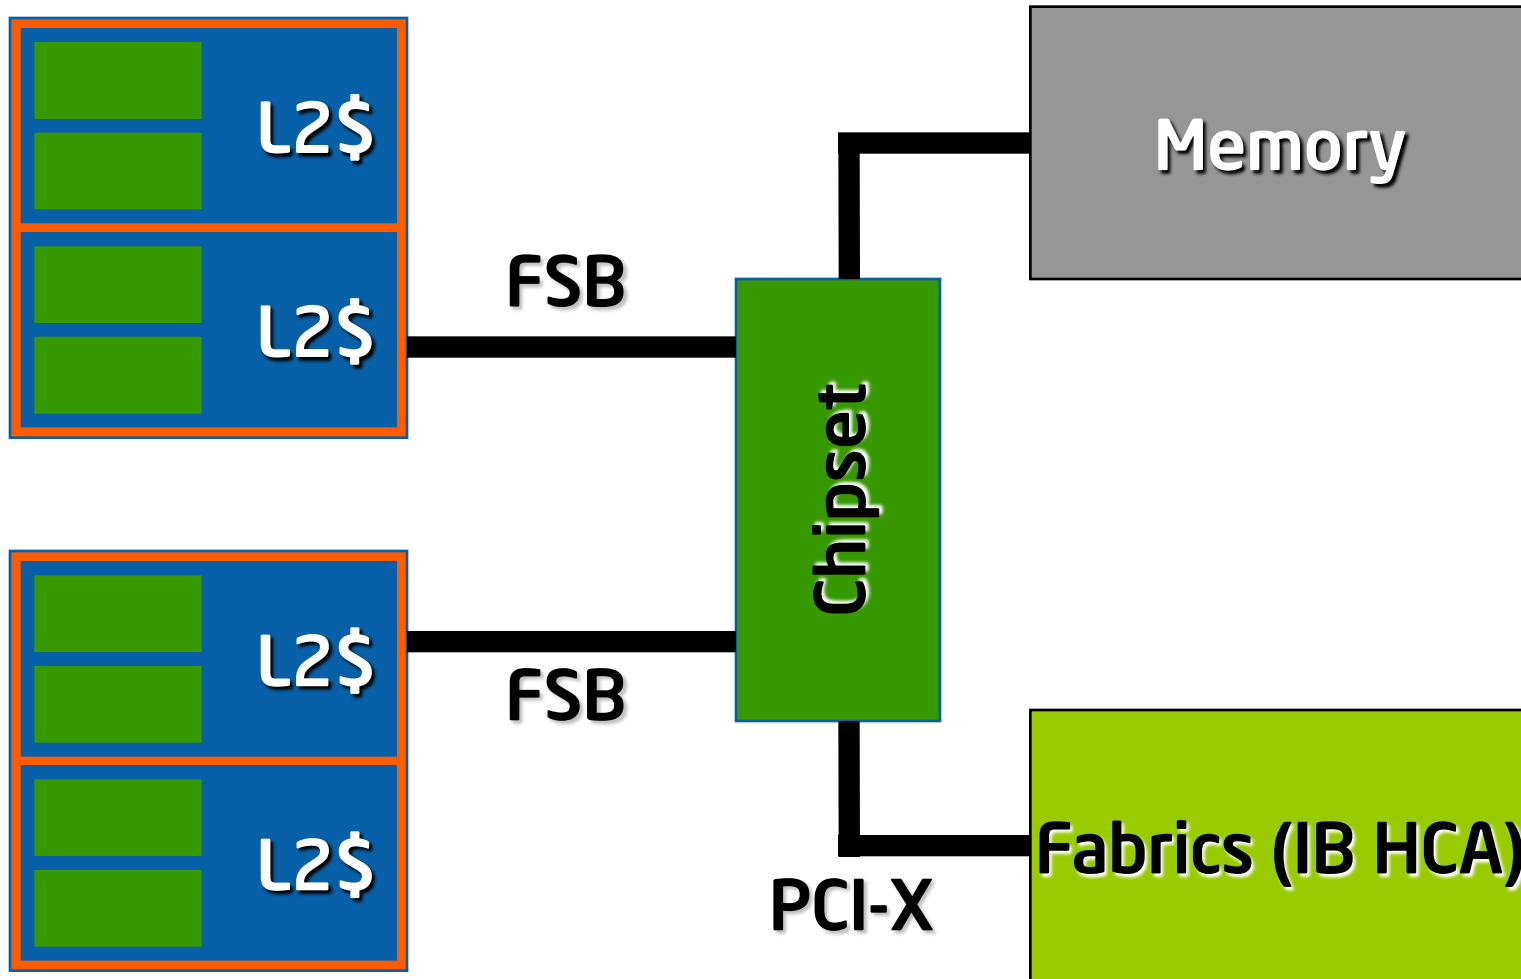 L2$
Memory
FSB
L2$
Chipset
L2$
FSB
L2$
Fabrics (IB HCA)
PCI-X